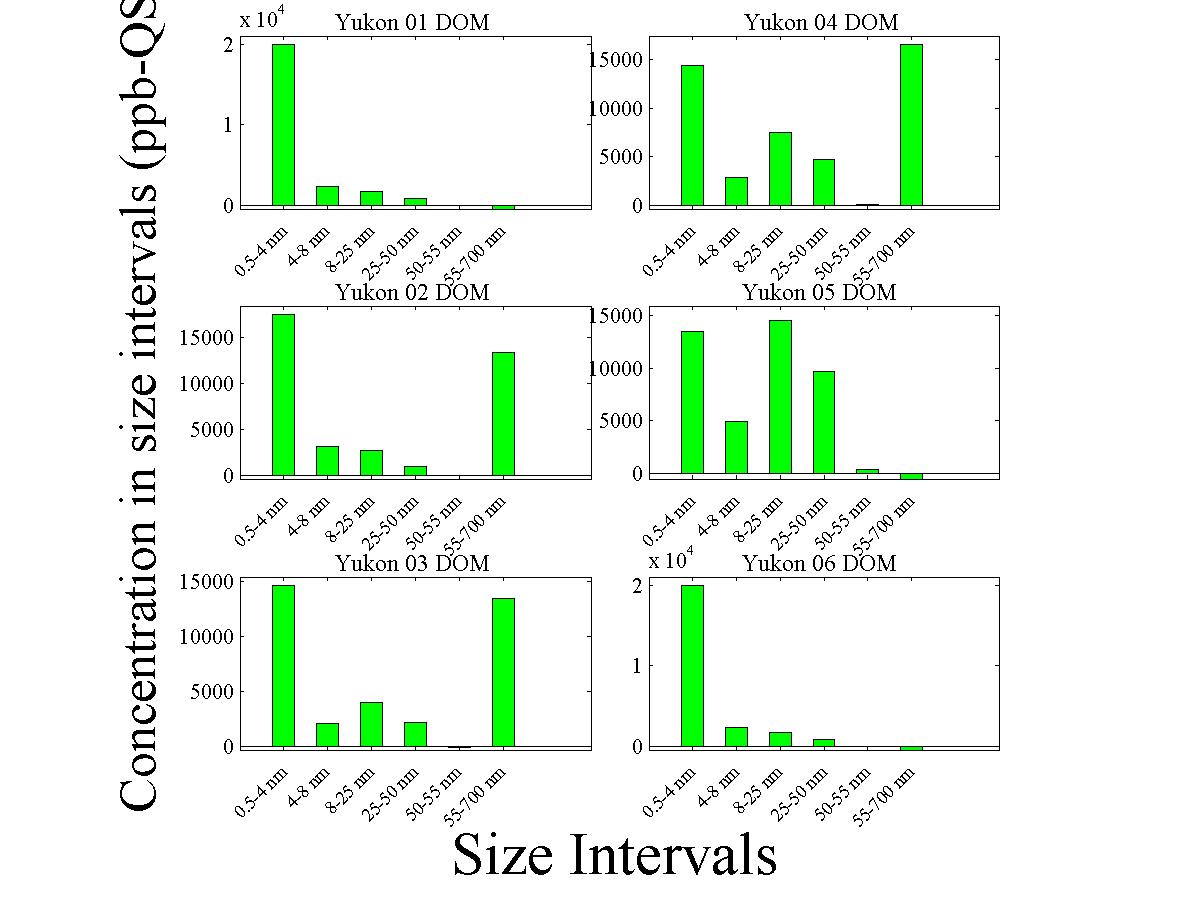 Concentration in size intervals (ppb-QS
x 10^4
Yukon 01 DOM
2
1
0
0.5-4 nm
4-8 nm
8-25 nm
25-50 nm
50-55 nm
55-700 nm
Yukon 04 DOM
15000
10000
5000
0
0.5-4 nm
4-8 nm
8-25 nm
25-50 nm
50-55 nm
55-700 nm
Yukon 02 DOM
15000
10000
5000
0
0.5-4 nm
4-8 nm
8-25 nm
25-50 nm
50-55 nm
55-700 nm
Yukon 05 DOM
15000
10000
5000
0
0.5-4 nm
4-8 nm
8-25 nm
25-50 nm
50-55 nm
55-700 nm
Yukon 03 DOM
15000
10000
5000
0
0.5-4 nm
4-8 nm
8-25 nm
25-50 nm
50-55 nm
55-700 nm
x 10^4
Yukon 06 DOM
2
1
0
0.5-4 nm
4-8 nm
8-25 nm
25-50 nm
50-55 nm
55-700 nm
Size Intervals